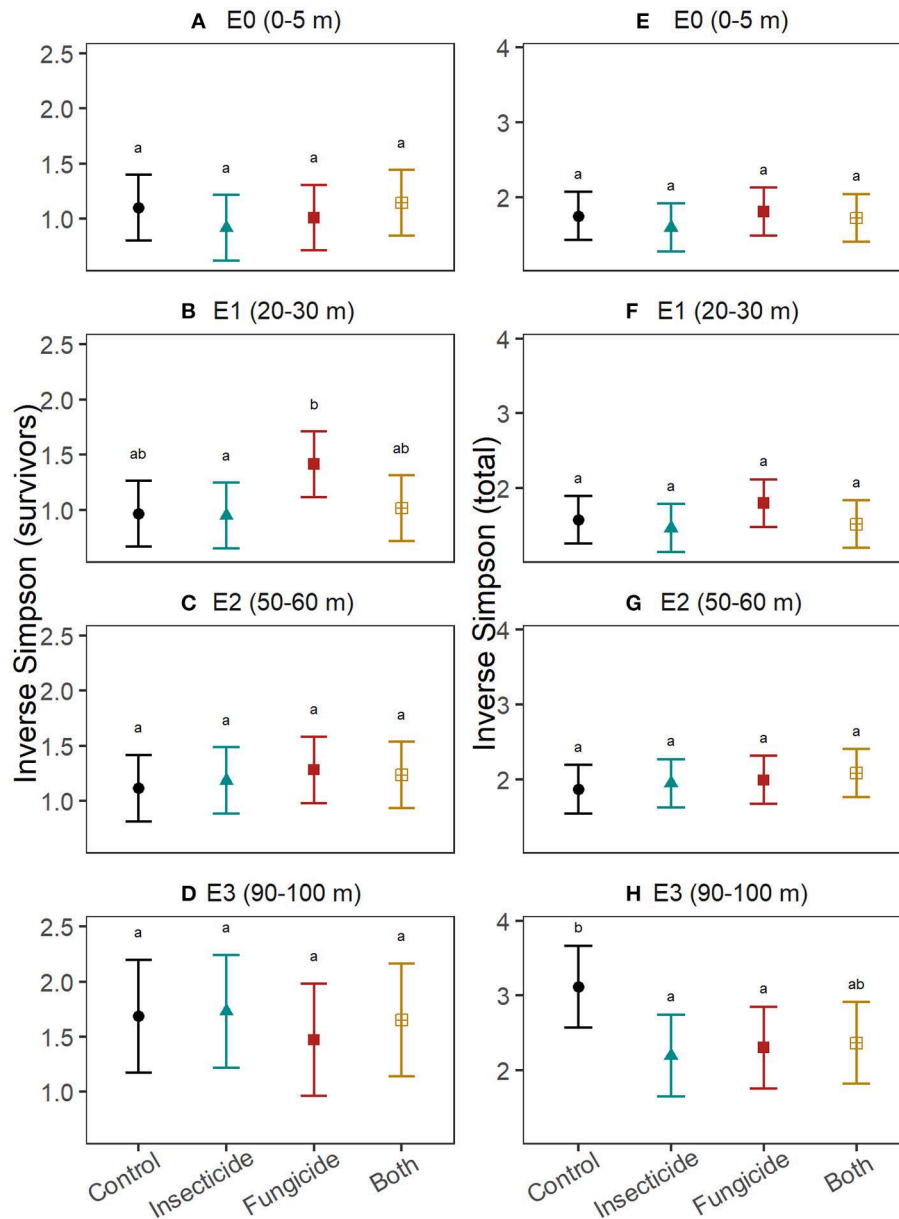 A E0 (0-5 m)
2.5
2.0
1.5
1.0
a a a a
B E1 (20-30 m)
2.5
2.0
1.5
1.0
ab a b ab
C E2 (50-60 m)
2.5
2.0
1.5
1.0
a a a a
D E3 (90-100 m)
2.5
2.0
1.5
1.0
a a a a
Inverse Simpson (survivors)
Control Insecticide Fungicide Both
E E0 (0-5 m)
4
3
2
a a a a
F E1 (20-30 m)
4
3
2
a a a a
G E2 (50-60 m)
4
3
2
a a a a
H E3 (90-100 m)
4
3
2
b a a ab
Inverse Simpson (total)
Control Insecticide Fungicide Both